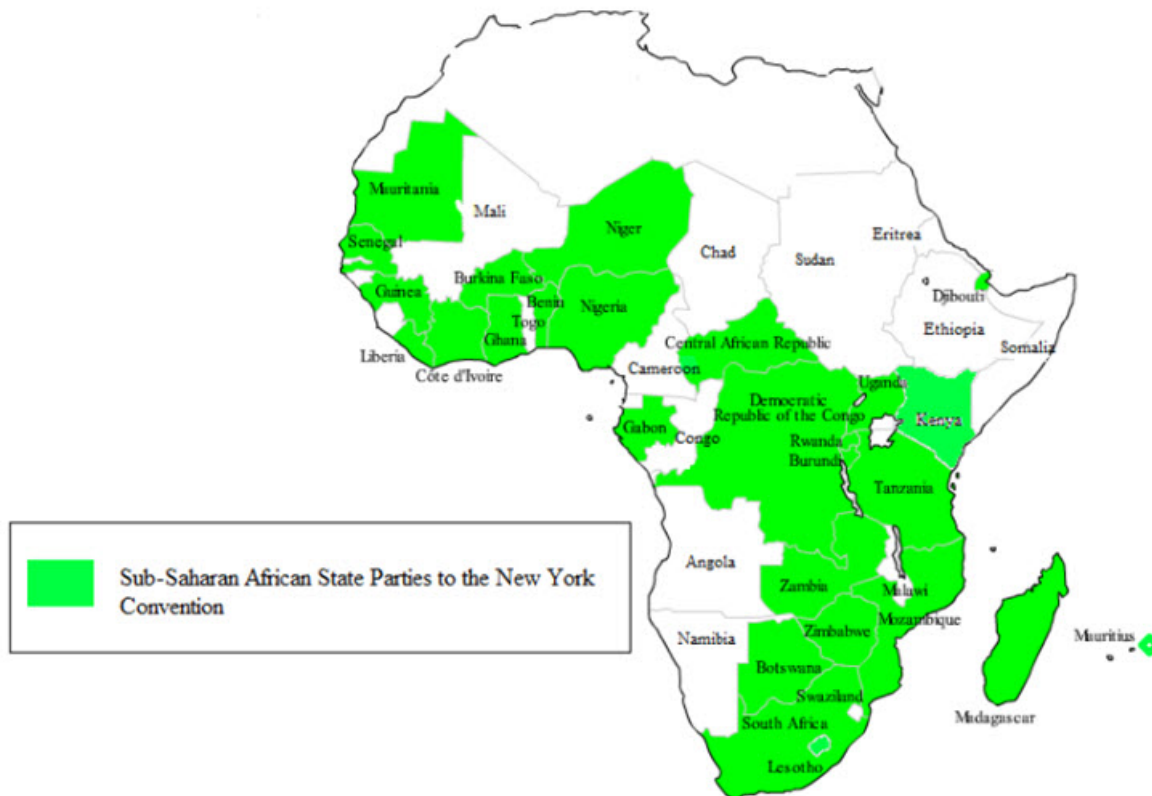 Mauritania
Mali
Niger
Senegal
Chad
Sudan
Eritrea
Burkina Faso
Guinea
Benin
Nigeria
Djibouti
Togo
Ghana
Ethiopia
Liberia
Central African Republic
Somalia
Côte d'Ivoire
Cameroon
Uganda
Democratic
Republic of the Congo
Kenya
Gabon
Congo
Rwanda
Burundi
Tanzania
Sub-Saharan African State Parties to the New York
Convention
Angola
Zambia
Malawi
Mozambique
Zimbabwe
Namibia
Mauritius
Botswana
Swaziland
Madagascar
South Africa
Lesotho